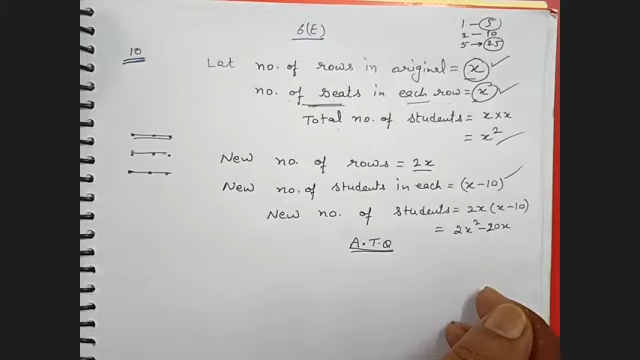 6(E)
1 — 5
2 — 10
5 → 25
10
Let no. of rows in original = x
no. of seats in each row = x
Total no. of students = x × x
= x²
New no. of rows = 2x
New no. of students in each = (x-10)
New no. of students = 2x(x-10)
= 2x² - 20x
A.T.Q